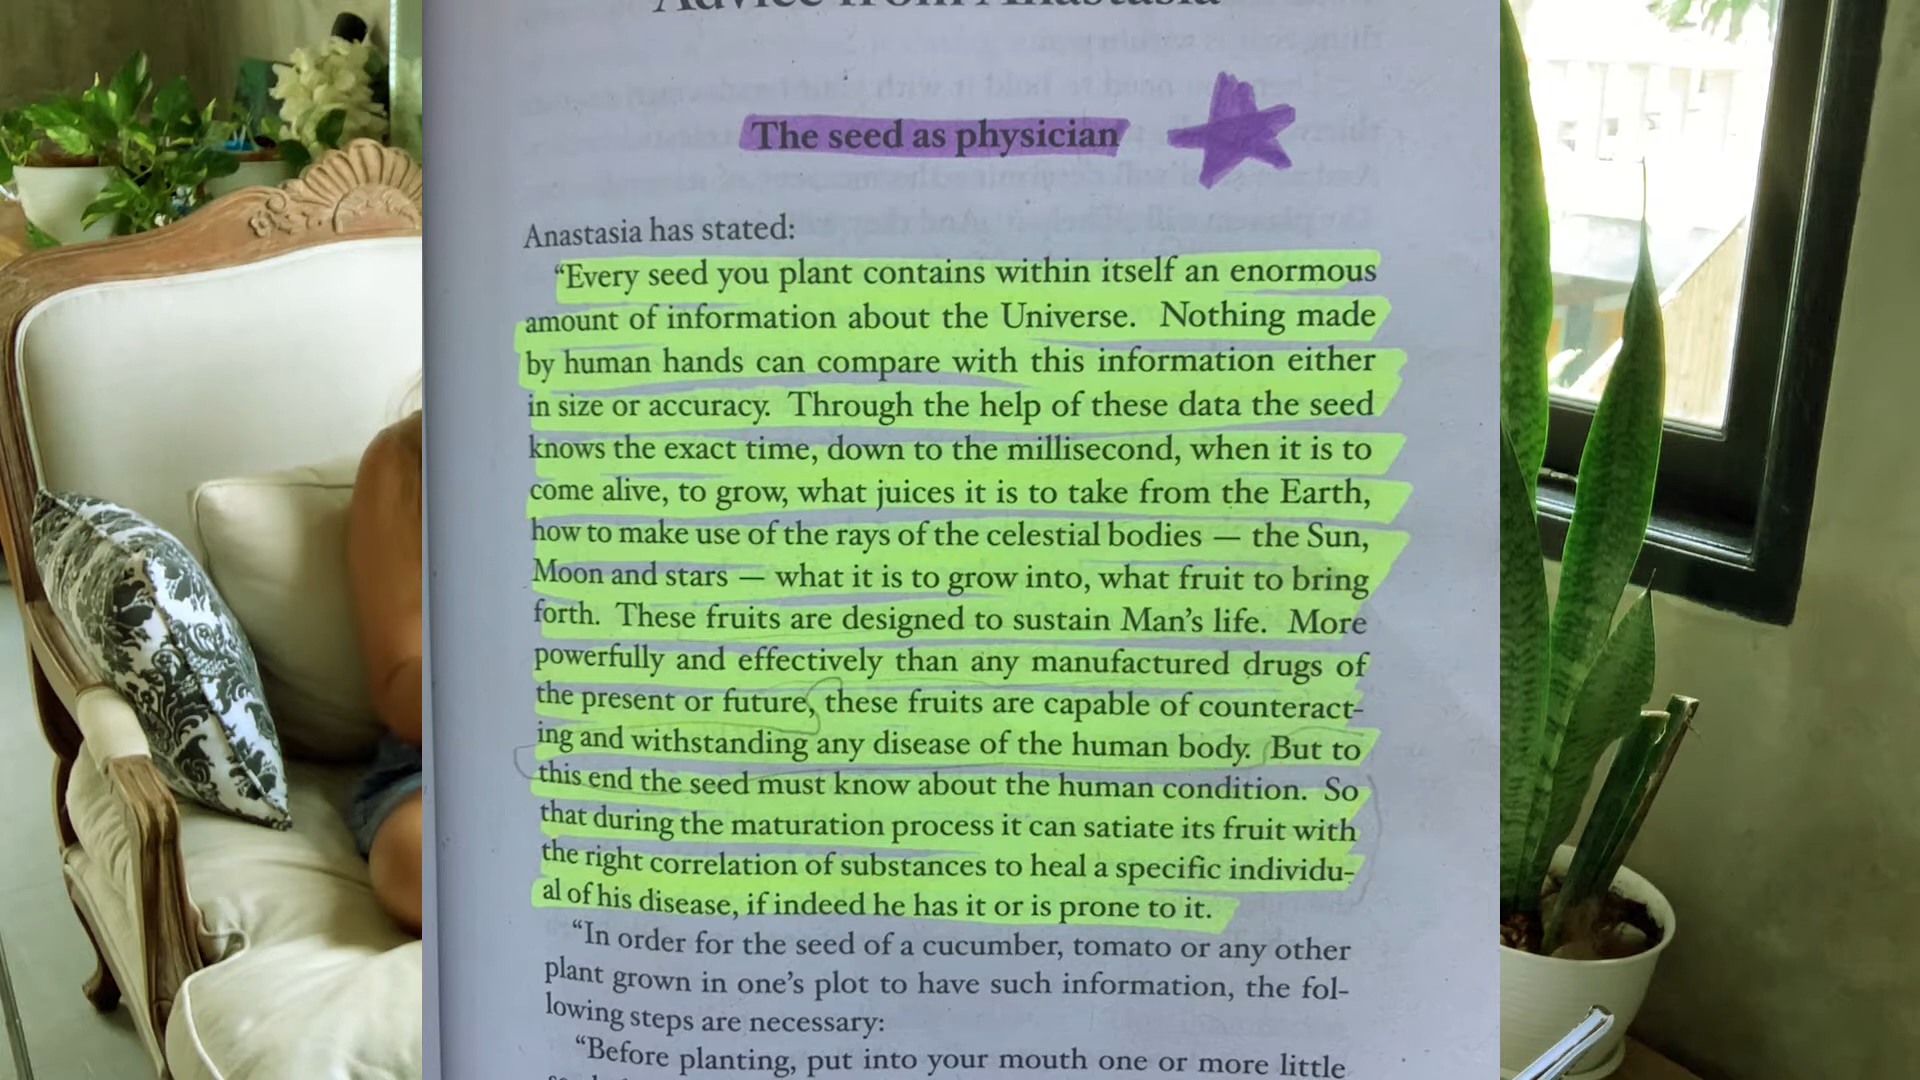 Advice from Anastasia
The seed as physician
Anastasia has stated:
“Every seed you plant contains within itself an enormous
amount of information about the Universe. Nothing made
by human hands can compare with this information either
in size or accuracy. Through the help of these data the seed
knows the exact time, down to the millisecond, when it is to
come alive, to grow, what juices it is to take from the Earth,
how to make use of the rays of the celestial bodies — the Sun,
Moon and stars — what it is to grow into, what fruit to bring
forth. These fruits are designed to sustain Man's life. More
powerfully and effectively than any manufactured drugs of
the present or future, these fruits are capable of counteract-
ing and withstanding any disease of the human body. But to
this end the seed must know about the human condition. So
that during the maturation process it can satiate its fruit with
the right correlation of substances to heal a specific individu-
al of his disease, if indeed he has it or is prone to it.
“In order for the seed of a cucumber, tomato or any other
plant grown in one's plot to have such information, the fol-
lowing steps are necessary:
“Before planting, put into your mouth one or more little